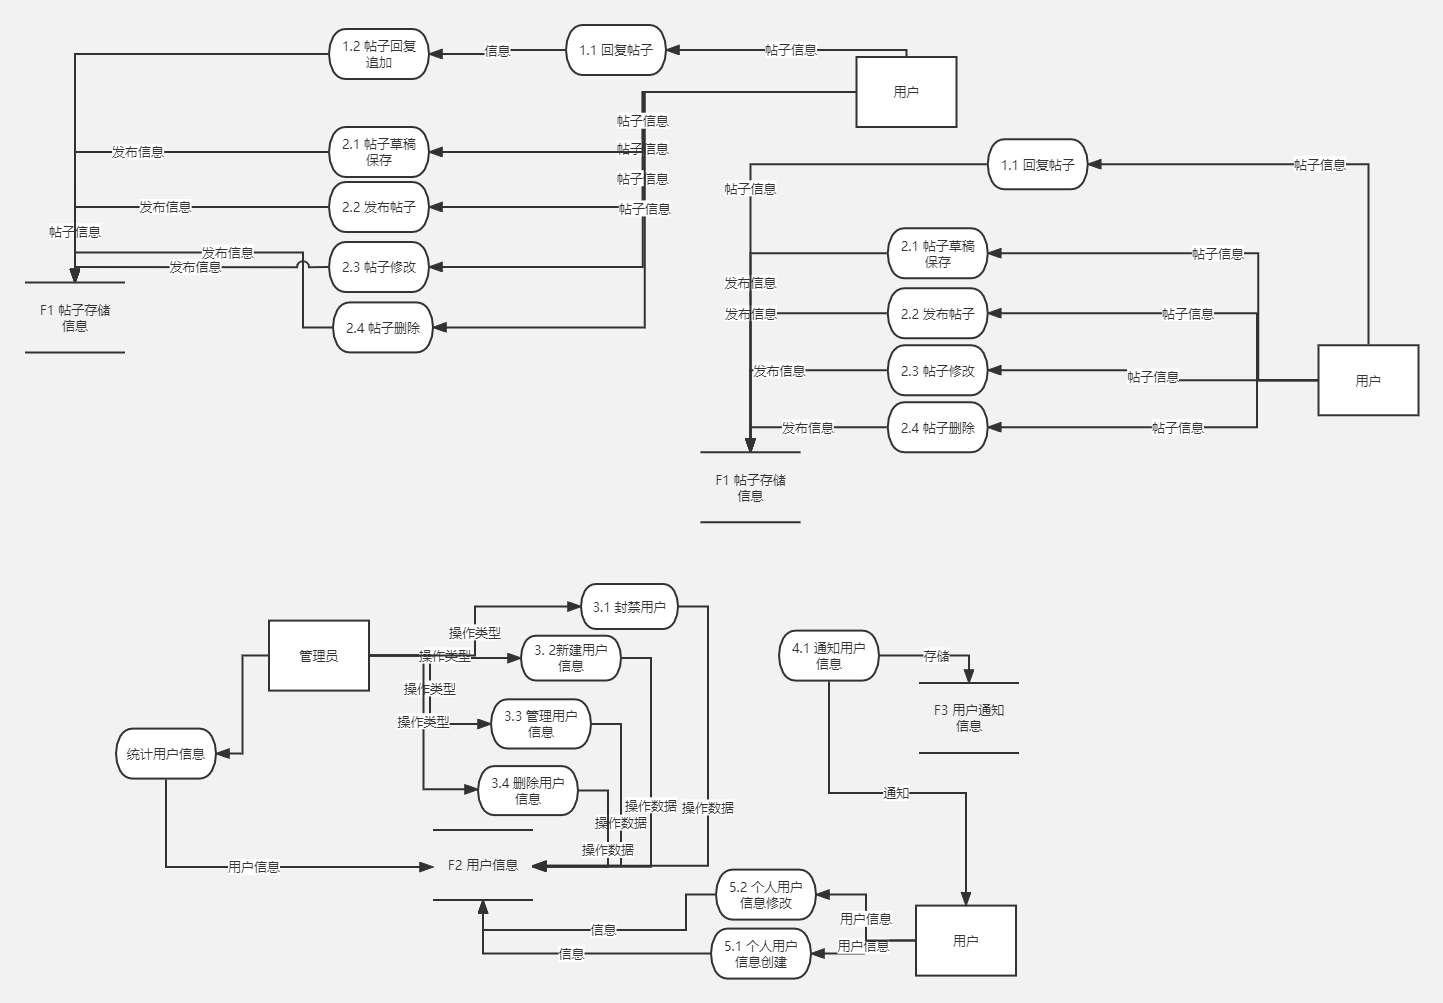 1.2 帖子回复
追加
信息
1.1 回复帖子
帖子信息
用户
帖子信息
帖子信息
帖子信息
帖子信息
2.1 帖子草稿
保存
发布信息
2.2 发布帖子
发布信息
帖子信息
发布信息
发布信息
2.3 帖子修改
2.4 帖子删除
F1 帖子存储
信息
1.1 回复帖子
帖子信息
帖子信息
2.1 帖子草稿
保存
帖子信息
发布信息
发布信息
2.2 发布帖子
帖子信息
发布信息
2.3 帖子修改
帖子信息
用户
发布信息
2.4 帖子删除
帖子信息
F1 帖子存储
信息
3.1 封禁用户
管理员
操作类型
操作类型
操作类型
操作类型
3. 2新建用户
信息
3.3 管理用户
信息
3.4 删除用户
信息
统计用户信息
操作数据
操作数据
操作数据
操作数据
用户信息
F2 用户信息
4.1 通知用户
信息
存储
F3 用户通知
信息
通知
5.2 个人用户
信息修改
用户信息
用户信息
用户
信息
信息
5.1 个人用户
信息创建